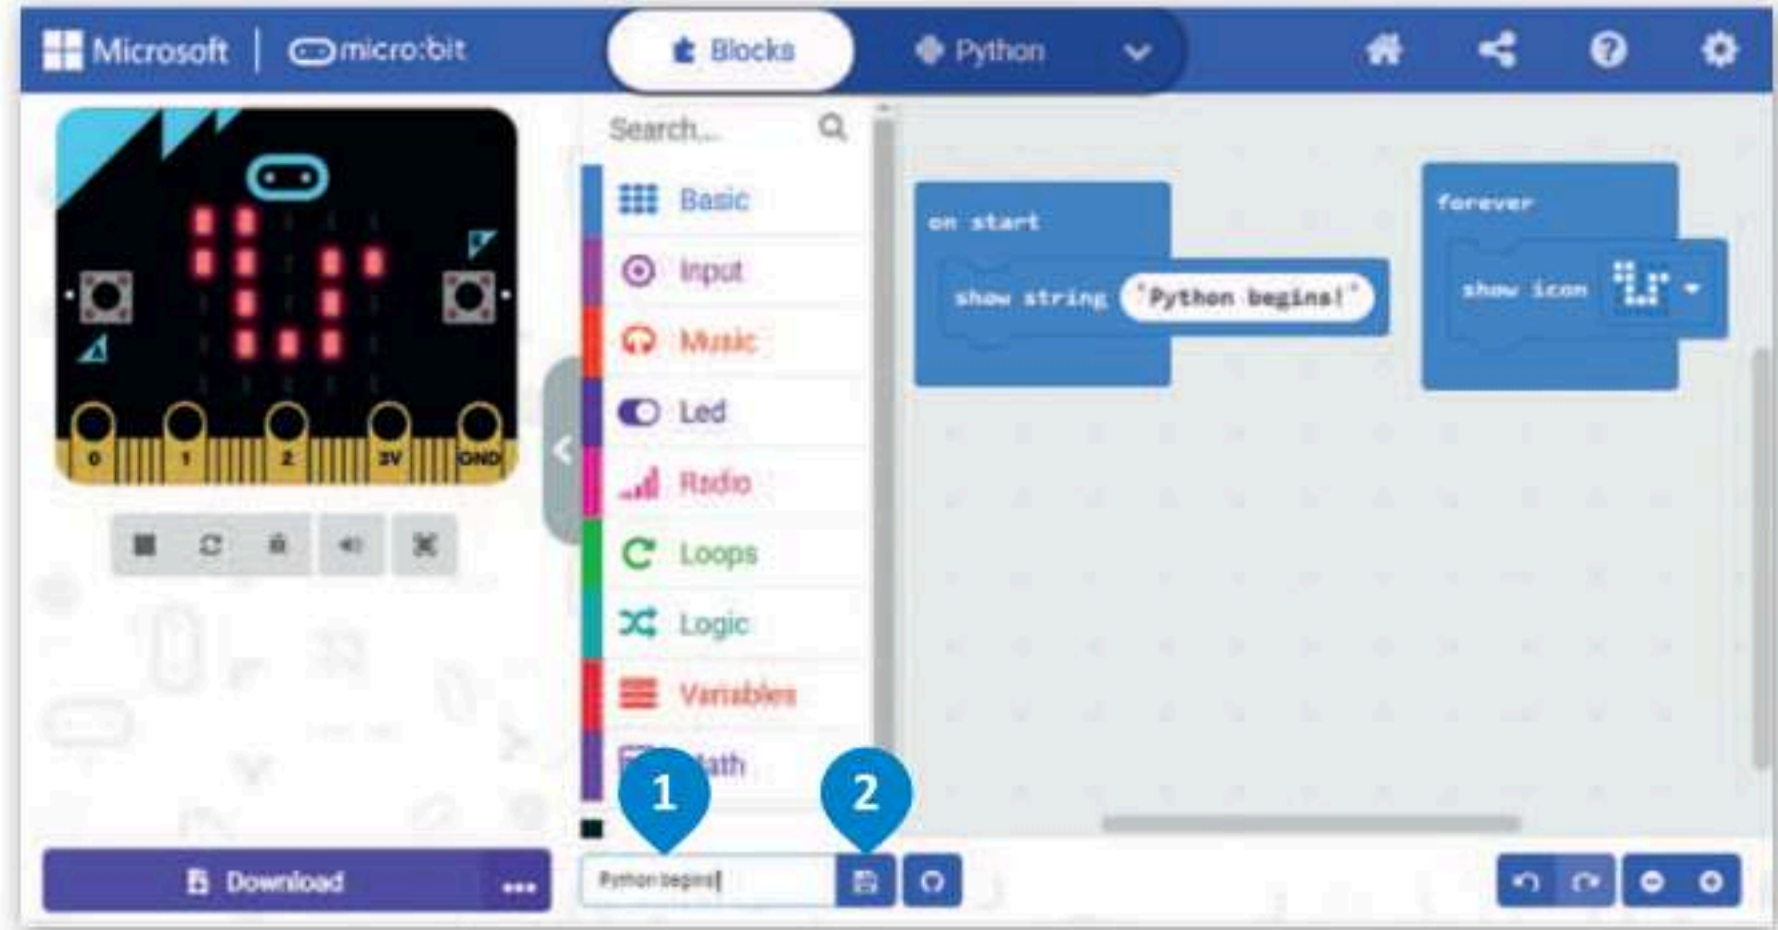 Microsoft | micro:bit
Blocks
Python
Search...
Basic
Input
Music
Led
Radio
Loops
Logic
Variables
Math
on start
show string "Python begins!"
forever
show icon
A
B
0 1 2 3V GND
1
2
Download
...
Python begins